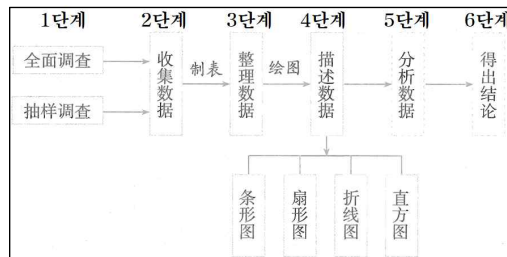 1단계 2단계 3단계 4단계 5단계 6단계
全面调查
抽样调查
收集数据
制表
整理数据
绘图
描述数据
分析数据
得出结论
条形图
扇形图
折线图
直方图